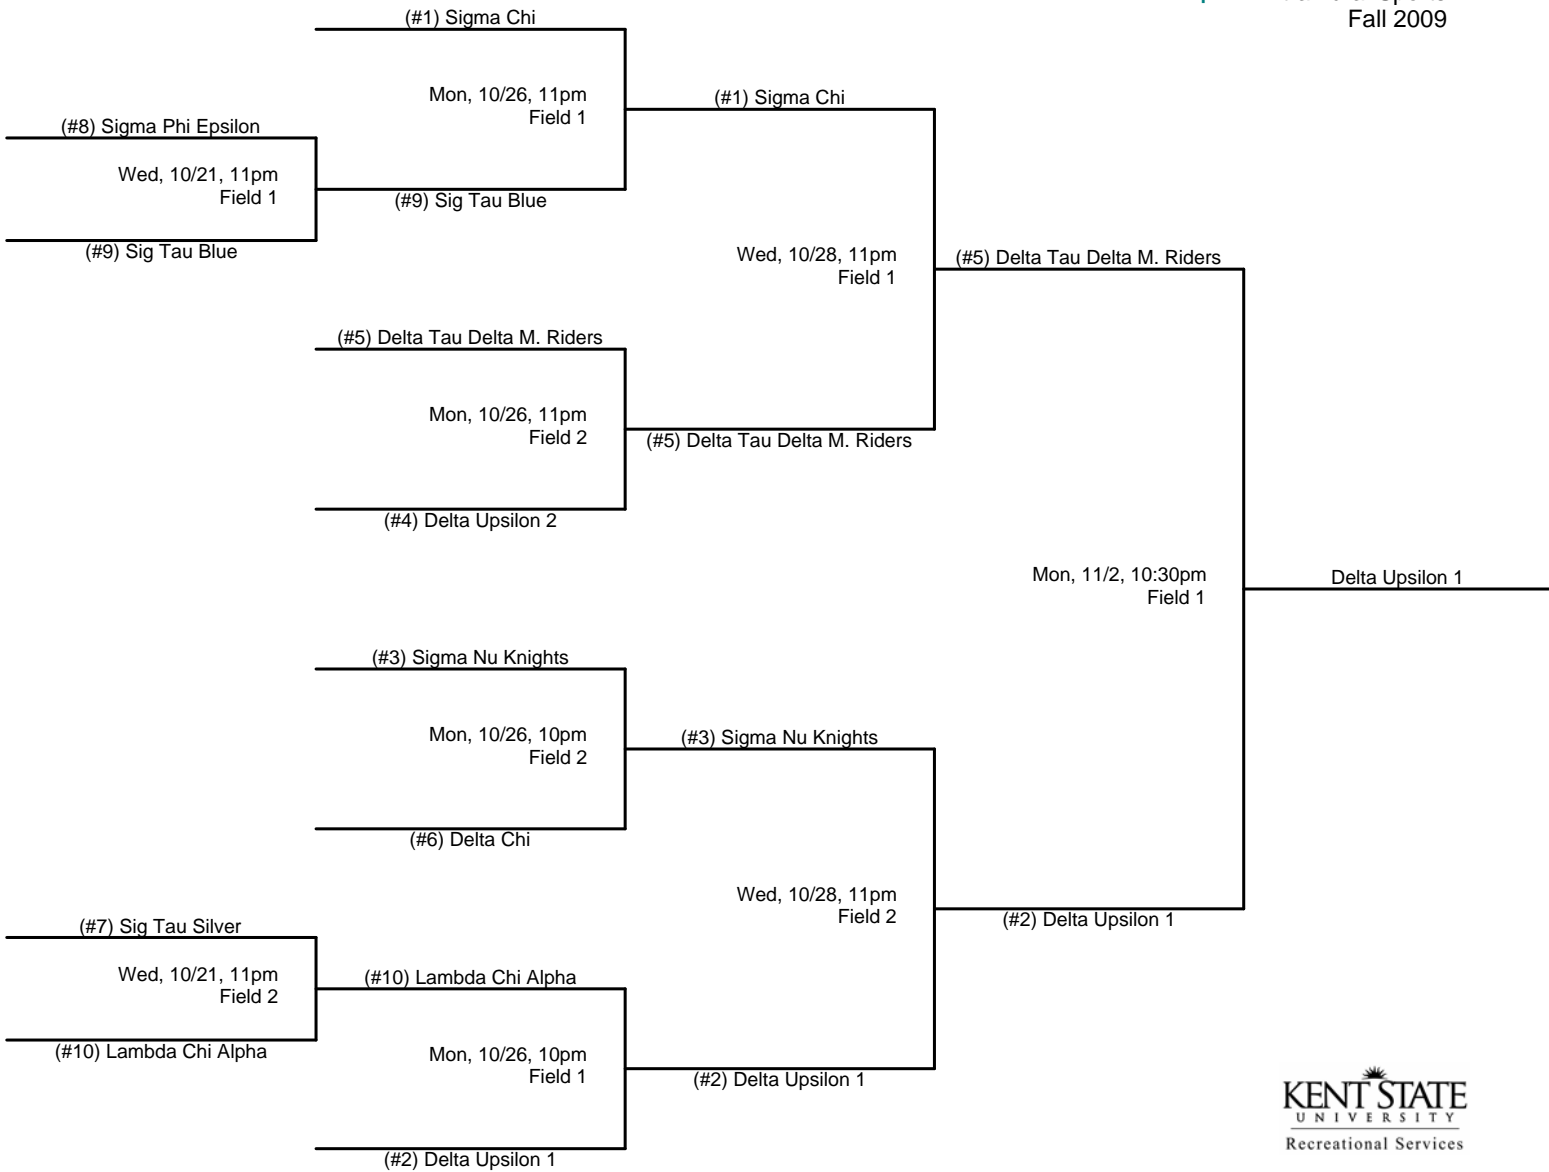 Fall 2009
(#1) Sigma Chi
Mon, 10/26, 11pm
Field 1
(#1) Sigma Chi
(#8) Sigma Phi Epsilon
Wed, 10/21, 11pm
Field 1
(#9) Sig Tau Blue
(#9) Sig Tau Blue
Wed, 10/28, 11pm
Field 1
(#5) Delta Tau Delta M. Riders
(#5) Delta Tau Delta M. Riders
Mon, 10/26, 11pm
Field 2
(#5) Delta Tau Delta M. Riders
(#4) Delta Upsilon 2
Mon, 11/2, 10:30pm
Field 1
Delta Upsilon 1
(#3) Sigma Nu Knights
Mon, 10/26, 10pm
Field 2
(#3) Sigma Nu Knights
(#6) Delta Chi
Wed, 10/28, 11pm
Field 2
(#2) Delta Upsilon 1
(#7) Sig Tau Silver
Wed, 10/21, 11pm
Field 2
(#10) Lambda Chi Alpha
(#10) Lambda Chi Alpha
Mon, 10/26, 10pm
Field 1
(#2) Delta Upsilon 1
(#2) Delta Upsilon 1
KENT STATE
UNIVERSITY
Recreational Services